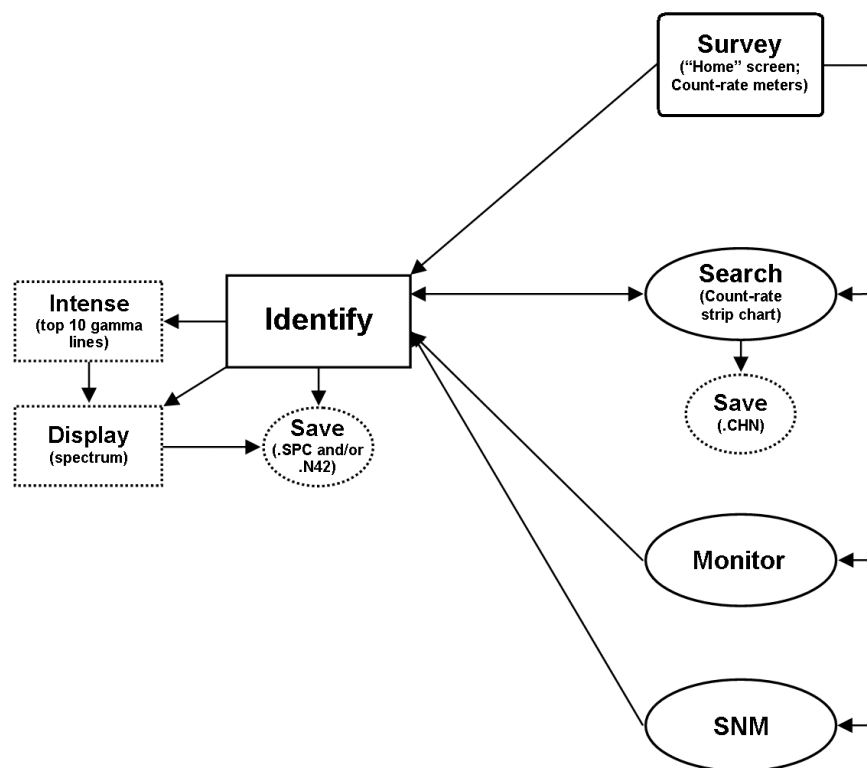 Survey
(“Home” screen;
Count-rate meters)
Search
(Count-rate
strip chart)
Intense
(top 10 gamma
lines)
Identify
Save
(.CHN)
Display
(spectrum)
Save
(.SPC and/or
.N42)
Monitor
SNM